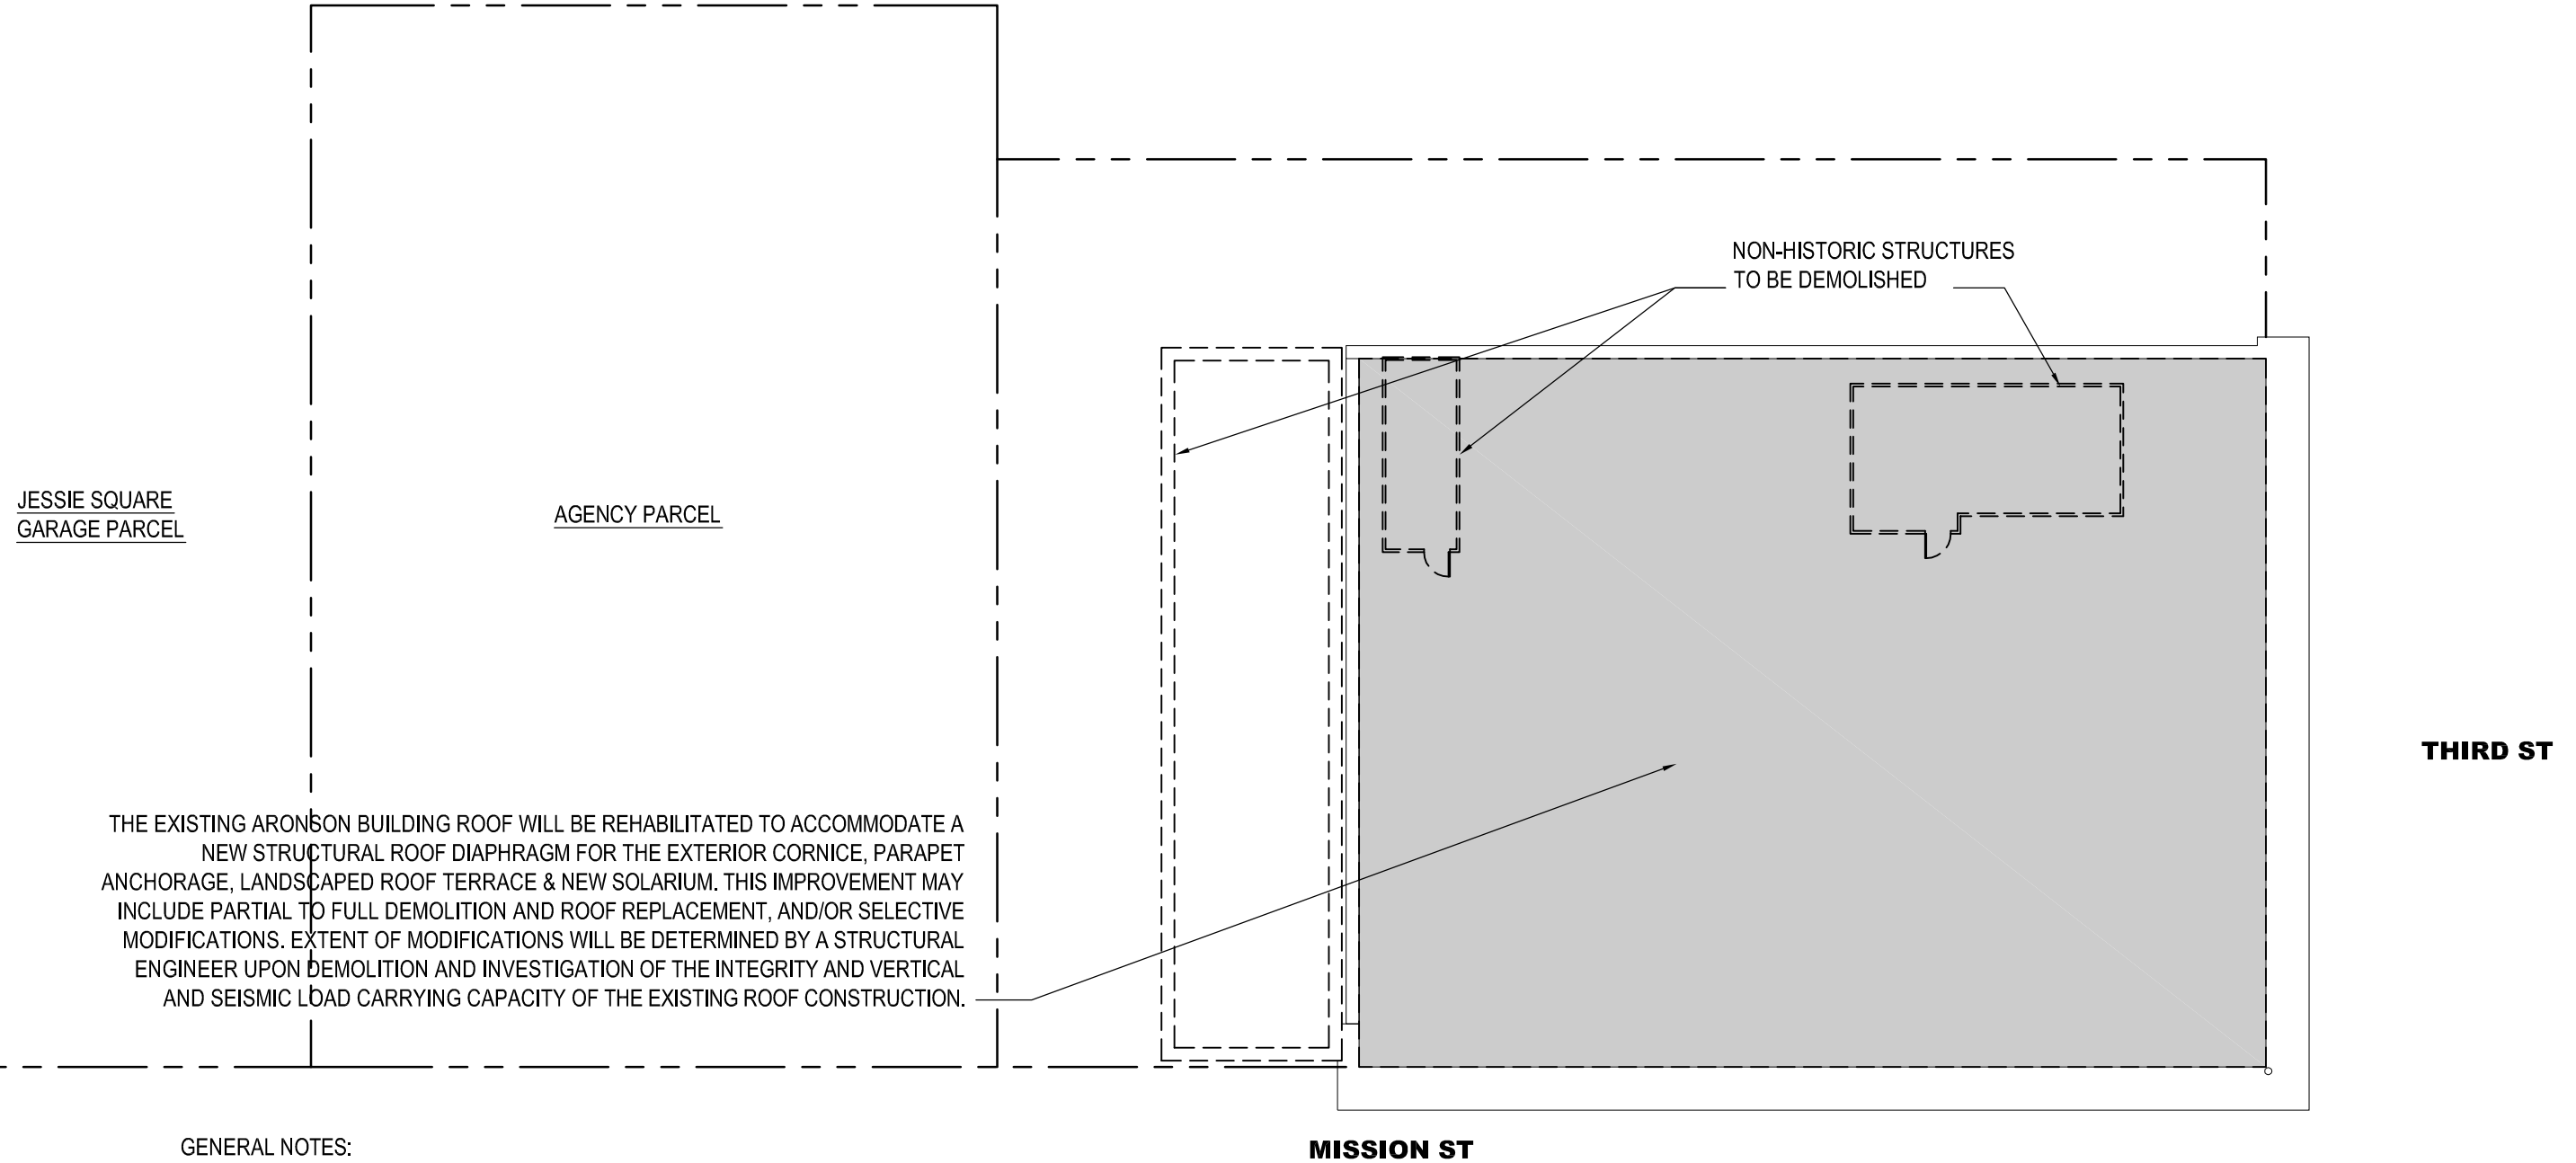 NON-HISTORIC STRUCTURES
TO BE DEMOLISHED
JESSIE SQUARE
GARAGE PARCEL
AGENCY PARCEL
THIRD ST
THE EXISTING ARONSON BUILDING ROOF WILL BE REHABILITATED TO ACCOMMODATE A
NEW STRUCTURAL ROOF DIAPHRAGM FOR THE EXTERIOR CORNICE, PARAPET
ANCHORAGE, LANDSCAPED ROOF TERRACE & NEW SOLARIUM. THIS IMPROVEMENT MAY
INCLUDE PARTIAL TO FULL DEMOLITION AND ROOF REPLACEMENT, AND/OR SELECTIVE
MODIFICATIONS. EXTENT OF MODIFICATIONS WILL BE DETERMINED BY A STRUCTURAL
ENGINEER UPON DEMOLITION AND INVESTIGATION OF THE INTEGRITY AND VERTICAL
AND SEISMIC LOAD CARRYING CAPACITY OF THE EXISTING ROOF CONSTRUCTION.
GENERAL NOTES:
MISSION ST